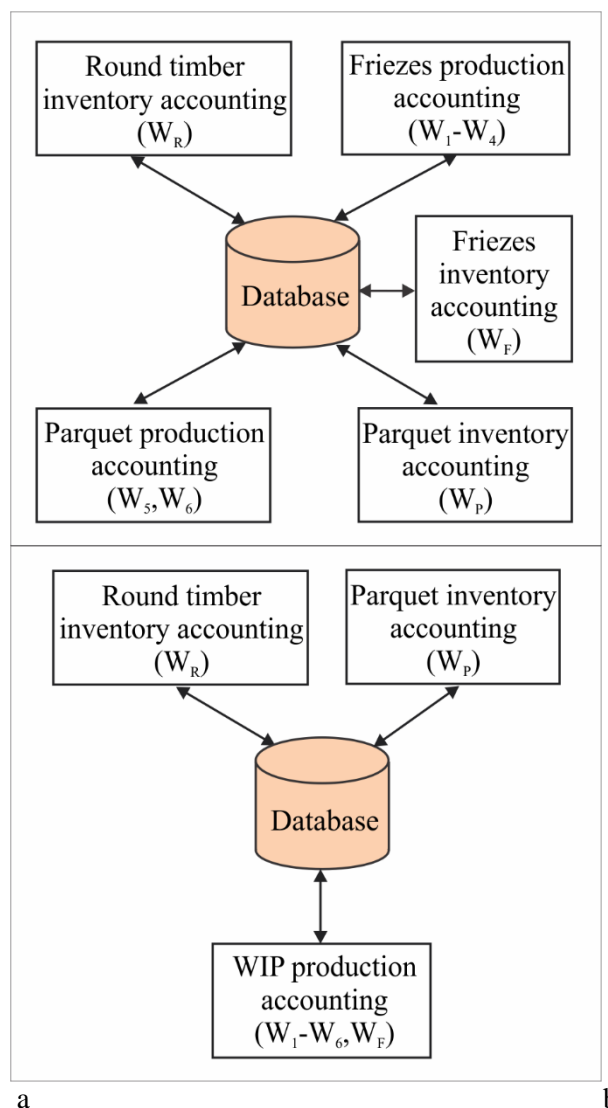 Round timber
inventory accounting
(W_R)
Friezes production
accounting
(W_1-W_4)
Database
Friezes
inventory
accounting
(W_F)
Parquet production
accounting
(W_5,W_6)
Parquet inventory
accounting
(W_P)
Round timber
inventory accounting
(W_R)
Parquet inventory
accounting
(W_P)
Database
WIP production
accounting
(W_1-W_6,W_F)
a
b